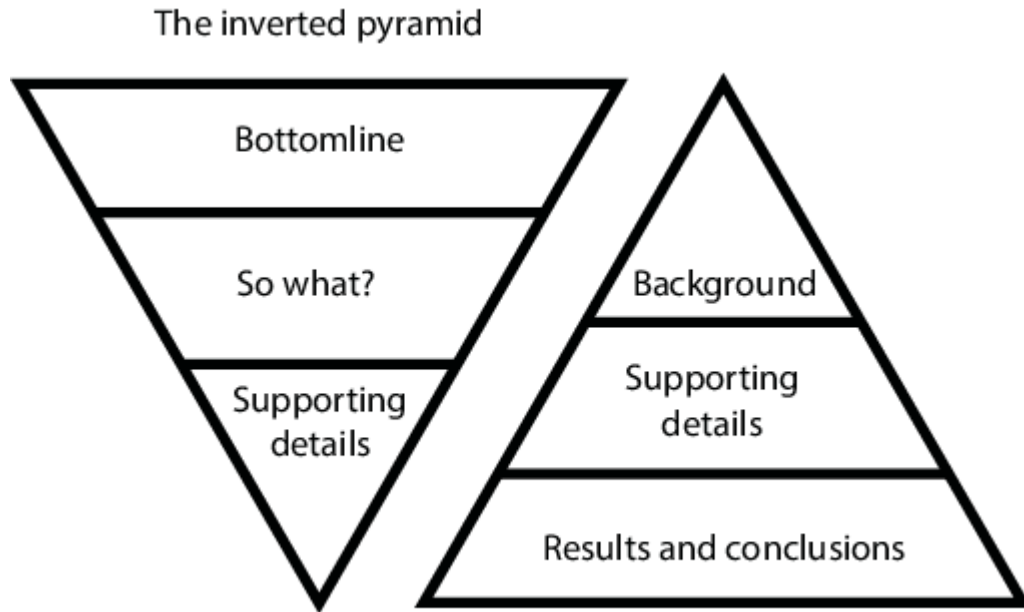 The inverted pyramid
Bottomline
So what?
Supporting
details
Background
Supporting
details
Results and conclusions